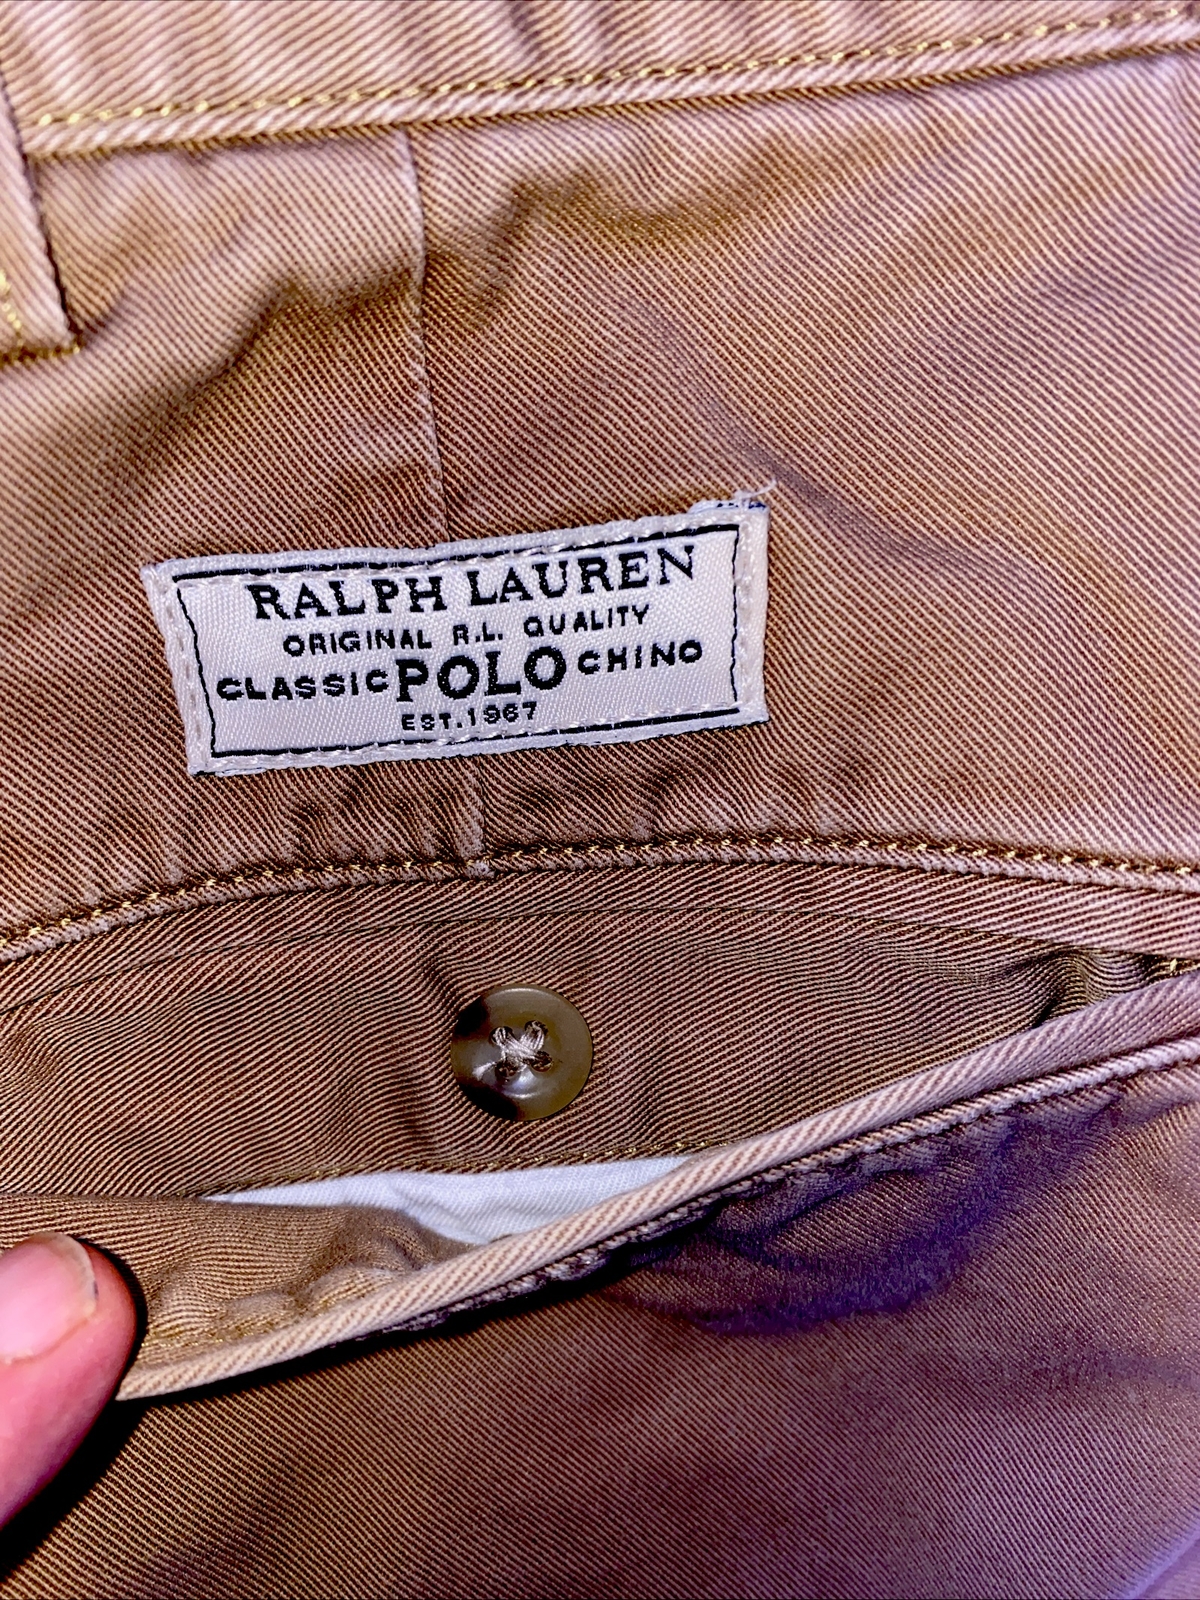 RALPH LAUREN
ORIGINAL R.L. QUALITY
CLASSIC POLO CHINO
EST.1967